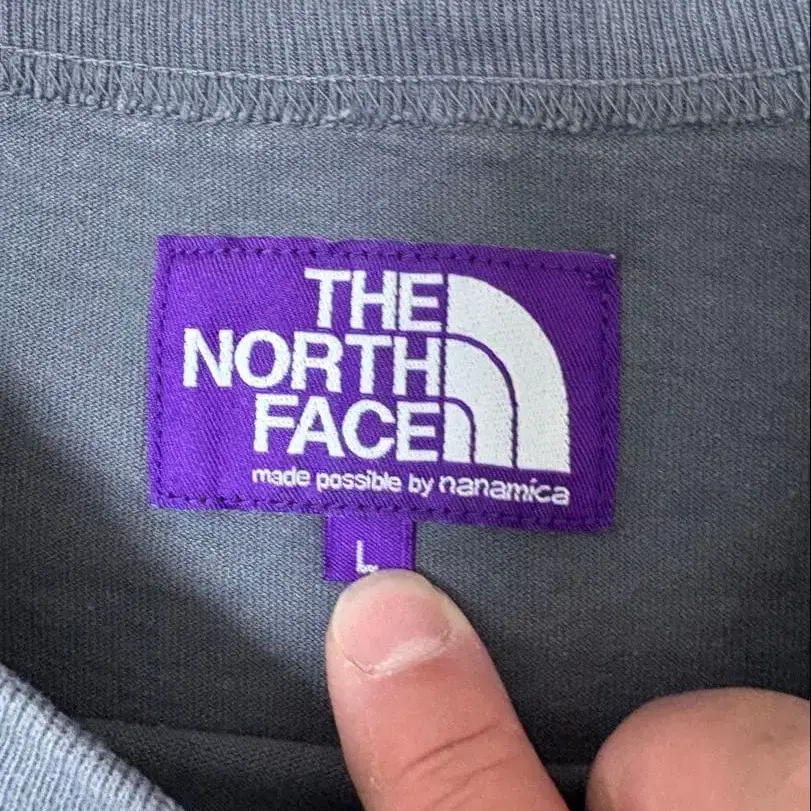 THE
NORTH
FACE
made possible by nanamica
L